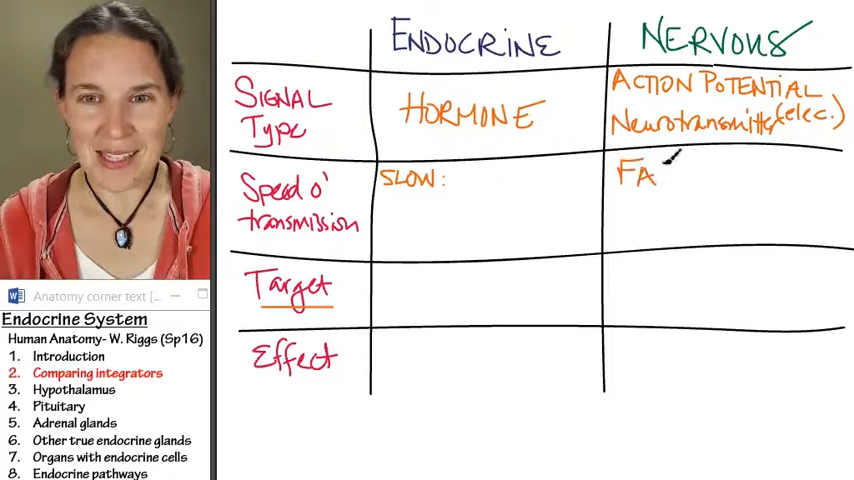 ENDOCRINE
NERVOUS
SIGNAL
TYPE
HORMONE
ACTION POTENTIAL
Neurotransmitter (elec.)
Speed o'
transmission
SLOW:
FA
Target
Effect
Anatomy corner text [...
Endocrine System
Human Anatomy- W. Riggs (Sp16)
1. Introduction
2. Comparing integrators
3. Hypothalamus
4. Pituitary
5. Adrenal glands
6. Other true endocrine glands
7. Organs with endocrine cells
8. Endocrine pathways